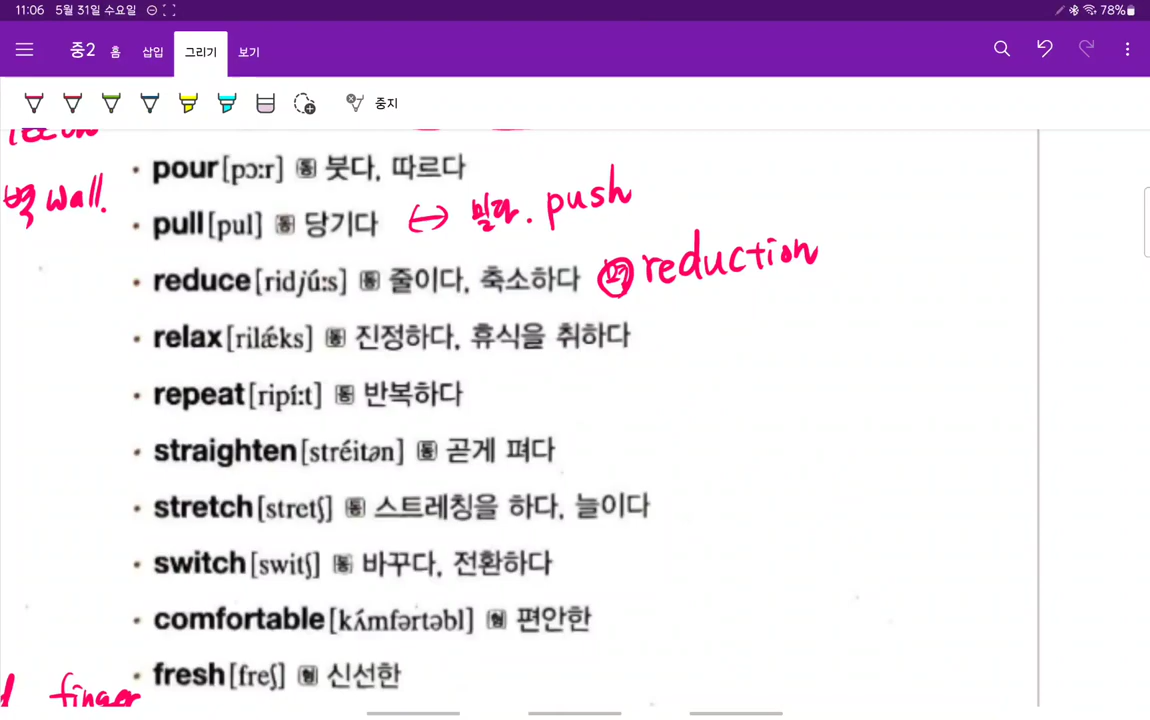 11:06 5월 31일 수요일 78%
중2 홈 삽입 그리기 보기
중지
• pour[pɔːr] 동 붓다, 따르다
벽 wall.
• pull[pul] 동 당기다 ↔ 밀다. push
• reduce[ridjúːs] 동 줄이다, 축소하다 명 reduction
• relax[rilǽks] 동 진정하다, 휴식을 취하다
• repeat[ripíːt] 동 반복하다
• straighten[stréitən] 동 곧게 펴다
• stretch[stretʃ] 동 스트레칭을 하다, 늘이다
• switch[switʃ] 동 바꾸다, 전환하다
• comfortable[kʌ́mfərtəbl] 형 편안한
• fresh[freʃ] 형 신선한
finger